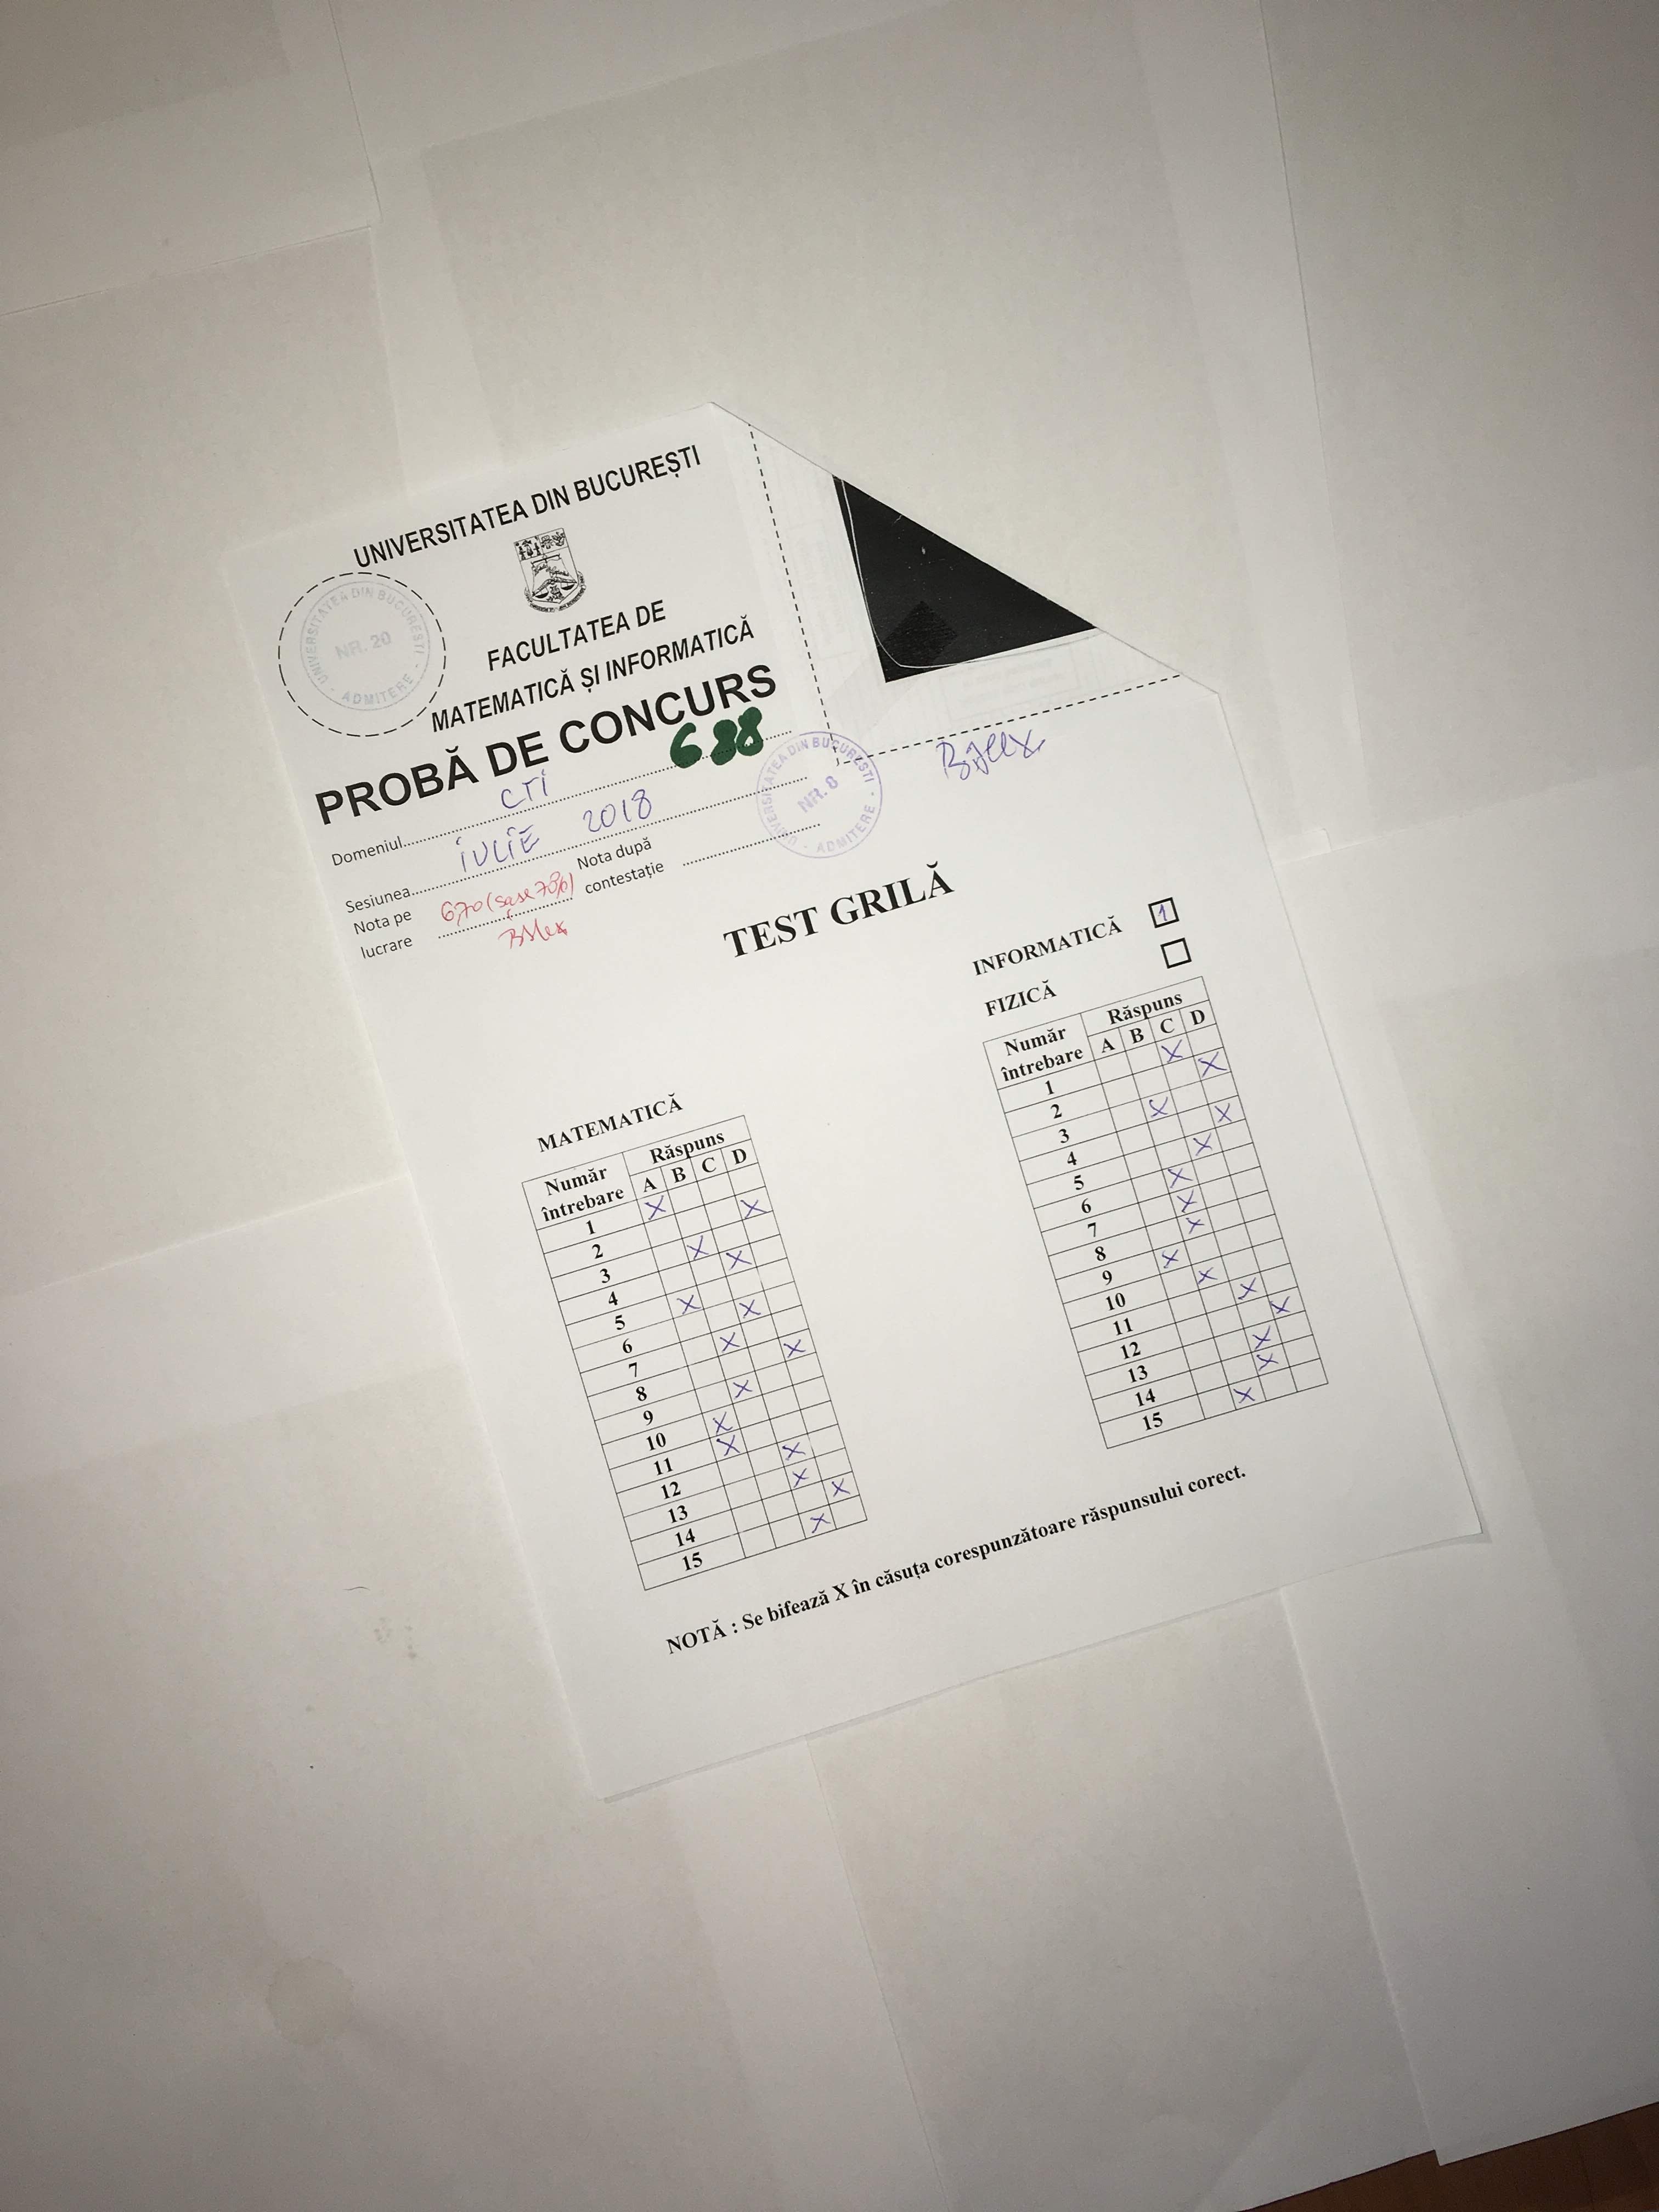 UNIVERSITATEA DIN BUCUREȘTI
UNIVERSITATEA DIN BUCUREȘTI
NR. 20
- ADMITERE -
FACULTATEA DE
MATEMATICĂ ȘI INFORMATICĂ
PROBĂ DE CONCURS
688
Domeniul CTI
Sesiunea IULIE 2018
UNIVERSITATEA DIN BUCUREȘTI
NR. 8
- ADMITERE -
Nota pe lucrare 6,70 (șase 70%)
Nota după contestație
TEST GRILĂ
MATEMATICĂ
Număr întrebare Răspuns
A B C D
1 X
2 X
3 X
4 X
5 X
6 X
7 X
8 X
9 X
10 X
11 X
12 X
13 X
14 X
15 X
INFORMATICĂ 1
FIZICĂ
Număr întrebare Răspuns
A B C D
1 X
2 X
3 X
4 X
5 X
6 X
7 X
8 X
9 X
10 X
11 X
12 X
13 X
14 X
15 X
NOTĂ : Se bifează X în căsuța corespunzătoare răspunsului corect.